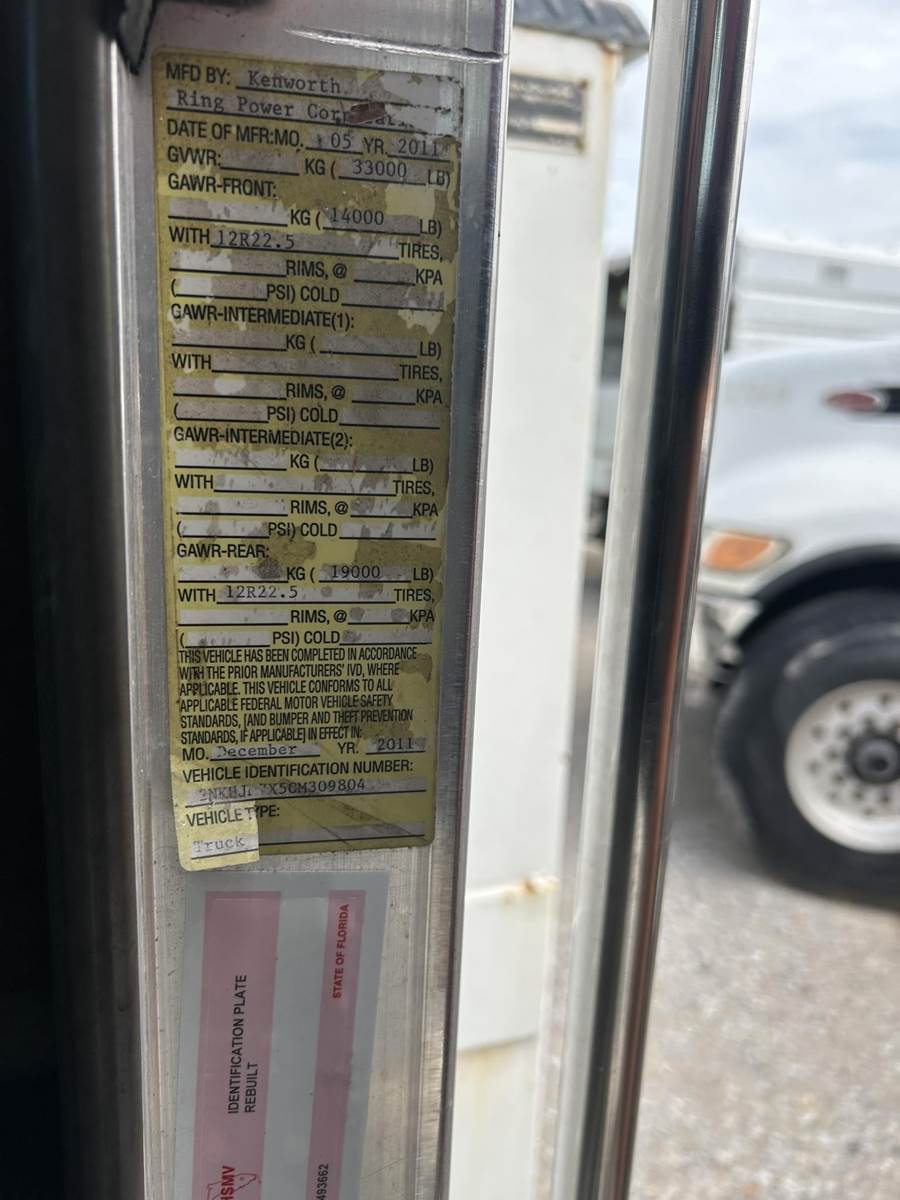 MFD BY: Kenworth
Ring Power
DATE OF MFR:MO. 05 YR. 2011
GVWR: KG ( 33000 LB)
GAWR-FRONT:
KG ( 14000 LB)
WITH 12R22.5 TIRES,
RIMS, @ KPA
( PSI) COLD
GAWR-INTERMEDIATE(1):
KG ( LB)
WITH TIRES,
RIMS, @ KPA
( PSI) COLD
GAWR-INTERMEDIATE(2):
KG ( LB)
WITH TIRES,
RIMS, @ KPA
( PSI) COLD
GAWR-REAR:
KG ( 19000 LB)
WITH 12R22.5 TIRES,
RIMS, @ KPA
( PSI) COLD
THIS VEHICLE HAS BEEN COMPLETED IN ACCORDANCE
WITH THE PRIOR MANUFACTURERS' IVD, WHERE
APPLICABLE. THIS VEHICLE CONFORMS TO ALL
APPLICABLE FEDERAL MOTOR VEHICLE SAFETY
STANDARDS, [AND BUMPER AND THEFT PREVENTION
STANDARDS, IF APPLICABLE] IN EFFECT IN:
MO. December YR. 2011
VEHICLE IDENTIFICATION NUMBER:
VEHICLE TYPE:
Truck
STATE OF FLORIDA
IDENTIFICATION PLATE
REBUILT
HSMV
493662